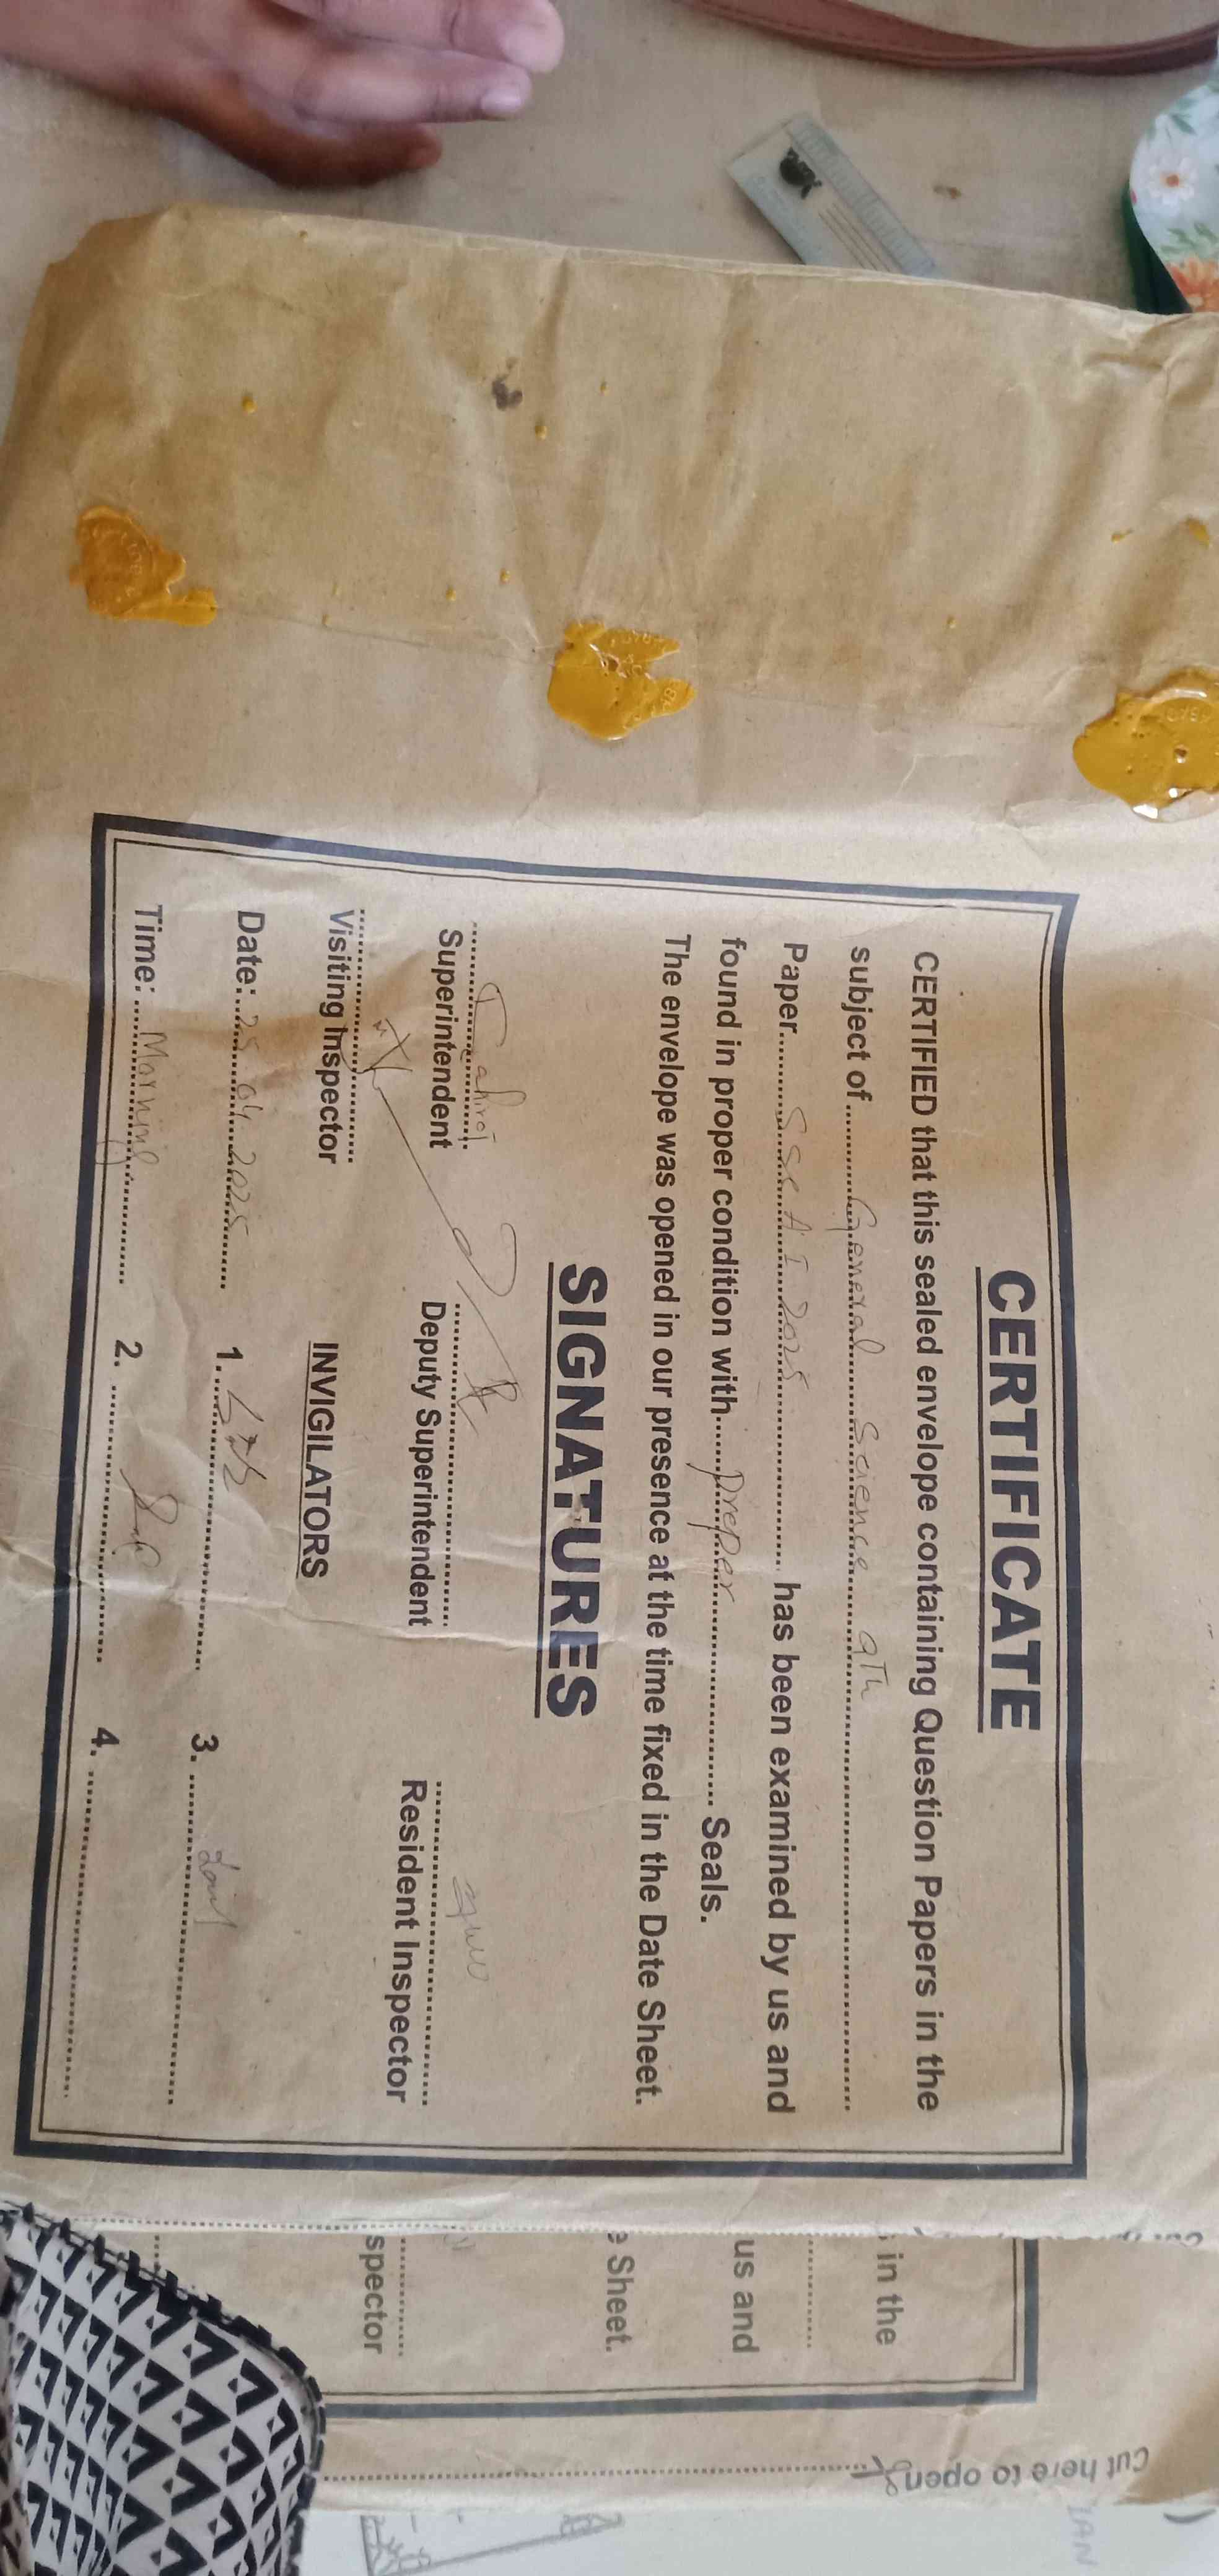 CERTIFICATE
CERTIFIED that this sealed envelope containing Question Papers in the
subject of General Science 9Th
Paper SSC A I 2025 has been examined by us and
found in proper condition with proper Seals.
The envelope was opened in our presence at the time fixed in the Date Sheet.
SIGNATURES
Superintendent Deputy Superintendent Resident Inspector
Visiting Inspector INVIGILATORS
Date: 25.04.2025 1. 3.
Time: Morning 2. 4.
in the
us and
e Sheet.
spector
Cut here to open